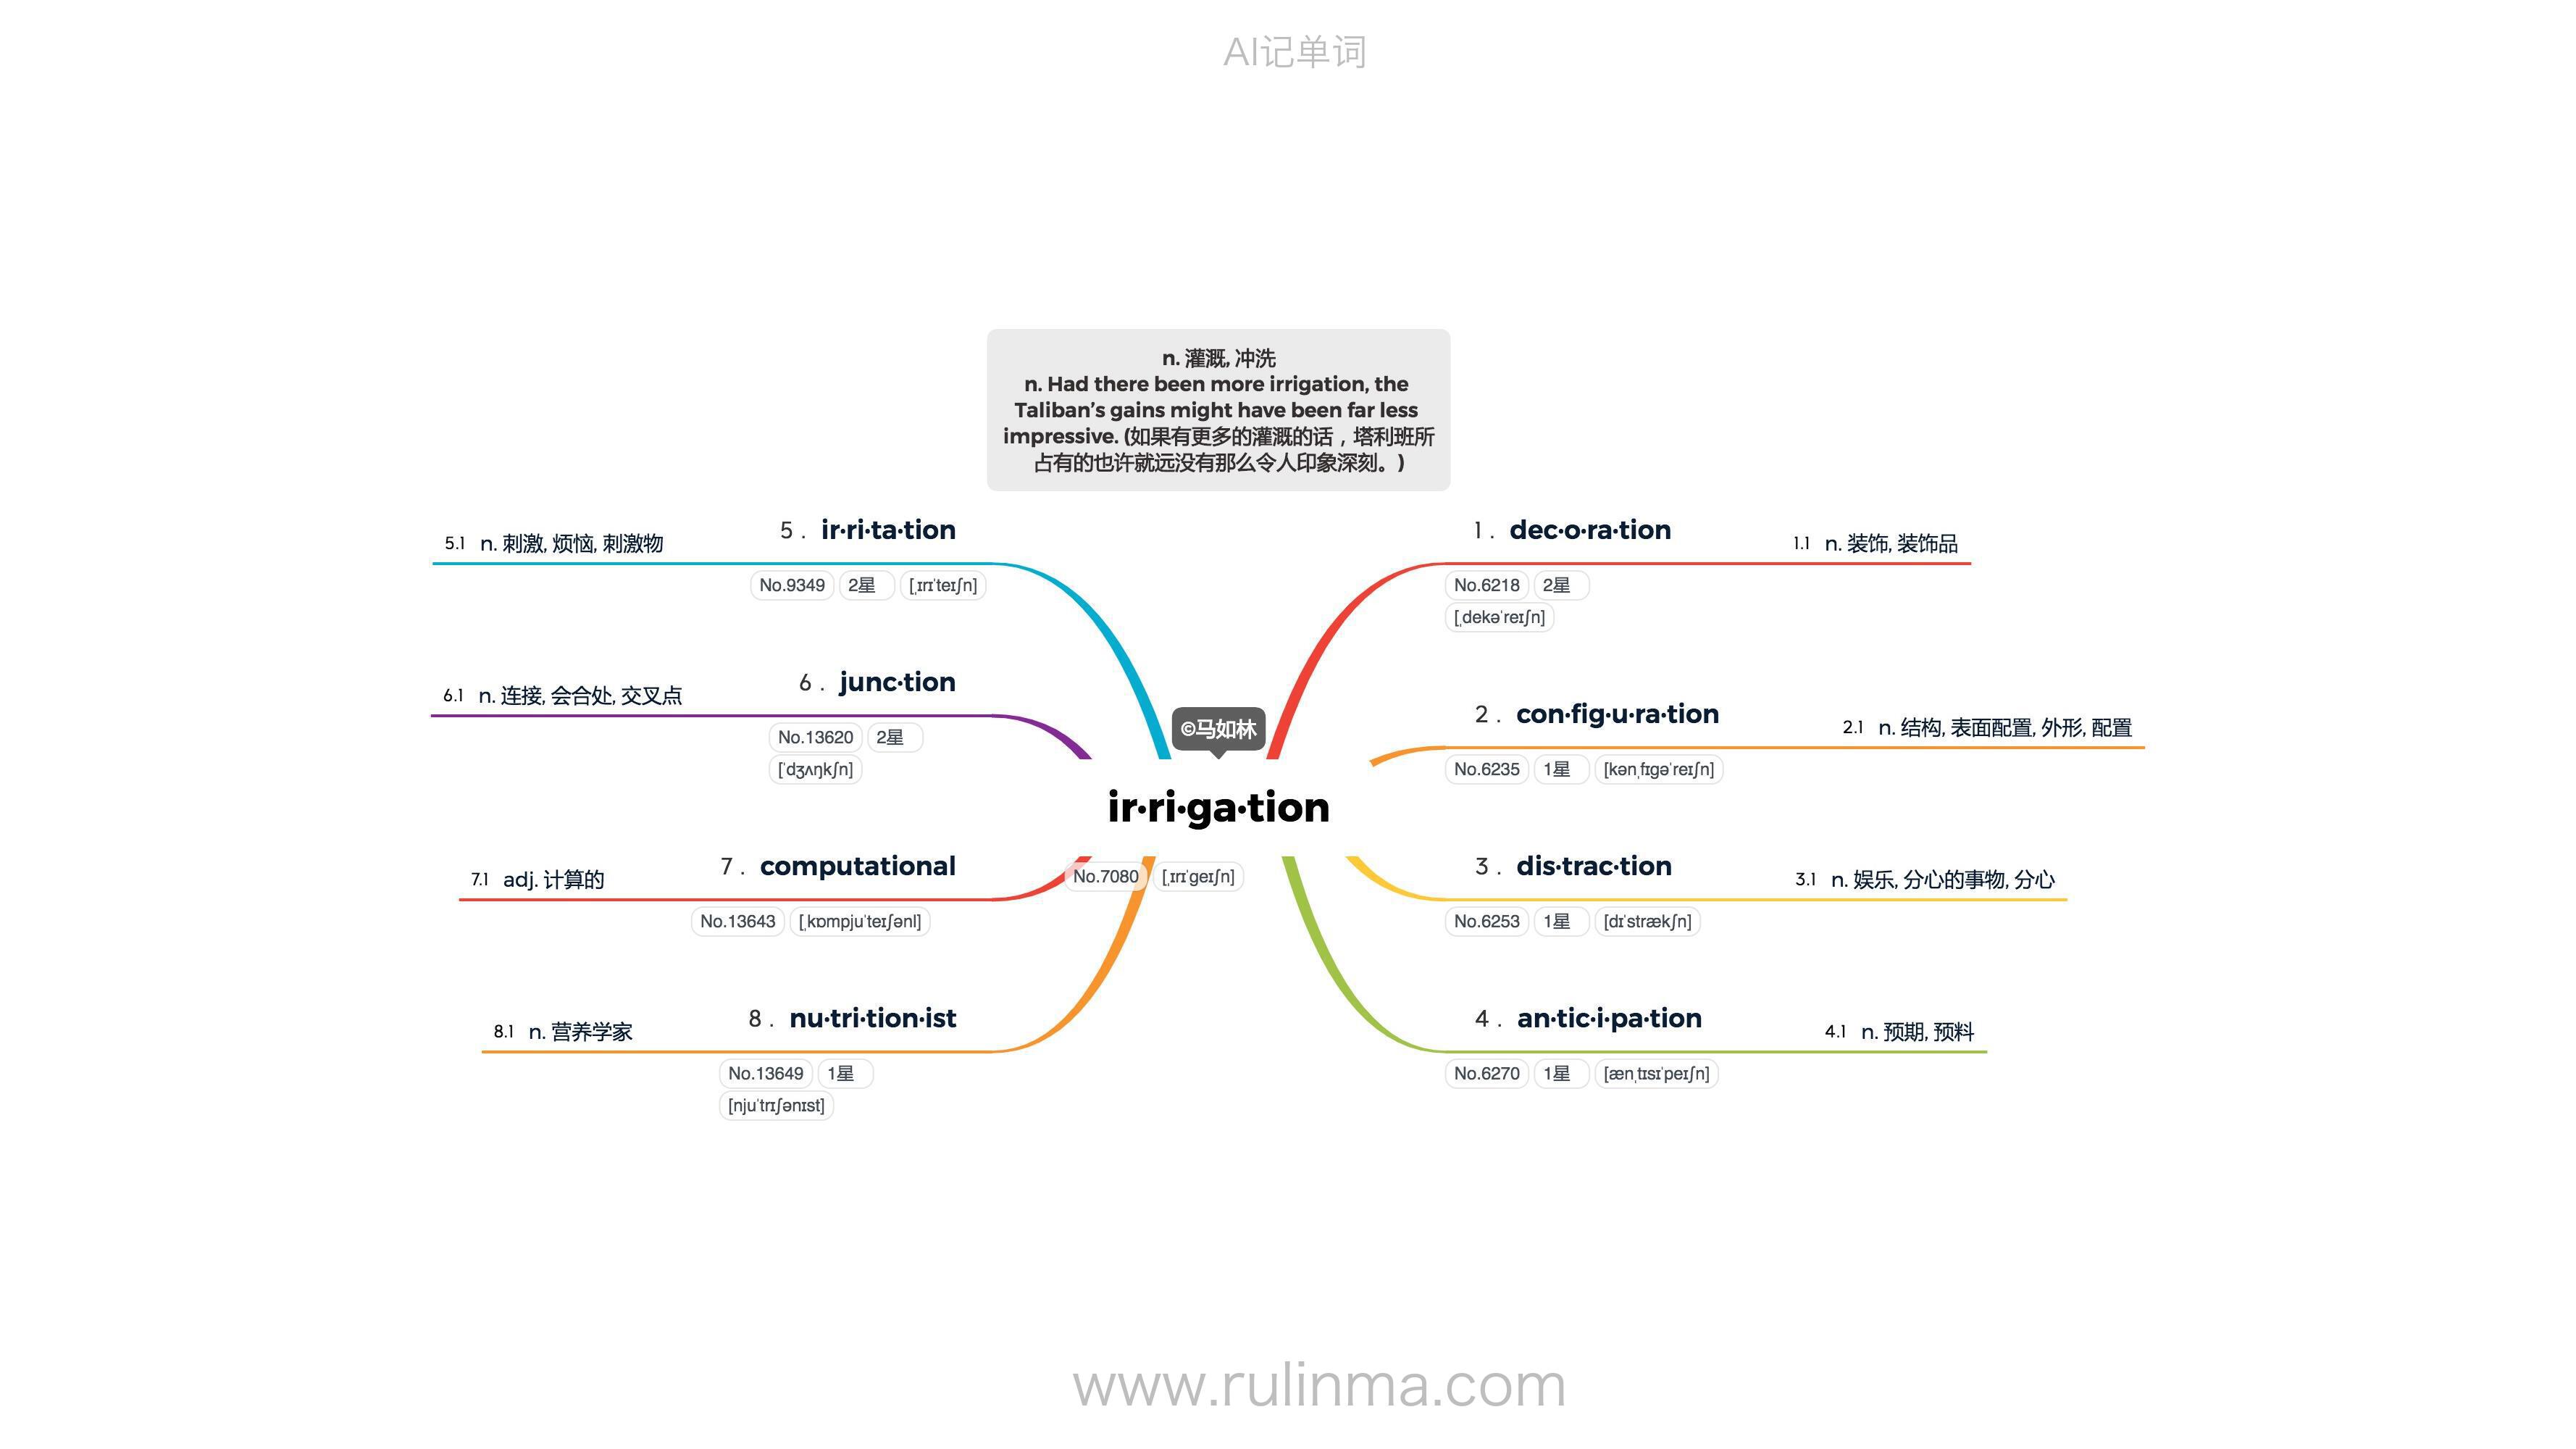 AI记单词
n. 灌溉, 冲洗
n. Had there been more irrigation, the
Taliban’s gains might have been far less
impressive. (如果有更多的灌溉的话，塔利班所
占有的也许就远没有那么令人印象深刻。)
©马如林
ir·ri·ga·tion
No.7080 [ˌɪrɪˈɡeɪʃn]
1 . dec·o·ra·tion
1.1 n. 装饰, 装饰品
No.6218 2星
[ˌdekəˈreɪʃn]
2 . con·fig·u·ra·tion
2.1 n. 结构, 表面配置, 外形, 配置
No.6235 1星 [kənˌfɪɡəˈreɪʃn]
3 . dis·trac·tion
3.1 n. 娱乐, 分心的事物, 分心
No.6253 1星 [dɪˈstrækʃn]
4 . an·tic·i·pa·tion
4.1 n. 预期, 预料
No.6270 1星 [ænˌtɪsɪˈpeɪʃn]
5 . ir·ri·ta·tion
5.1 n. 刺激, 烦恼, 刺激物
No.9349 2星 [ˌɪrɪˈteɪʃn]
6 . junc·tion
6.1 n. 连接, 会合处, 交叉点
No.13620 2星
[ˈdʒʌŋkʃn]
7 . computational
7.1 adj. 计算的
No.13643 [ˌkɒmpjuˈteɪʃənl]
8 . nu·tri·tion·ist
8.1 n. 营养学家
No.13649 1星
[njuˈtrɪʃənɪst]
www.rulinma.com